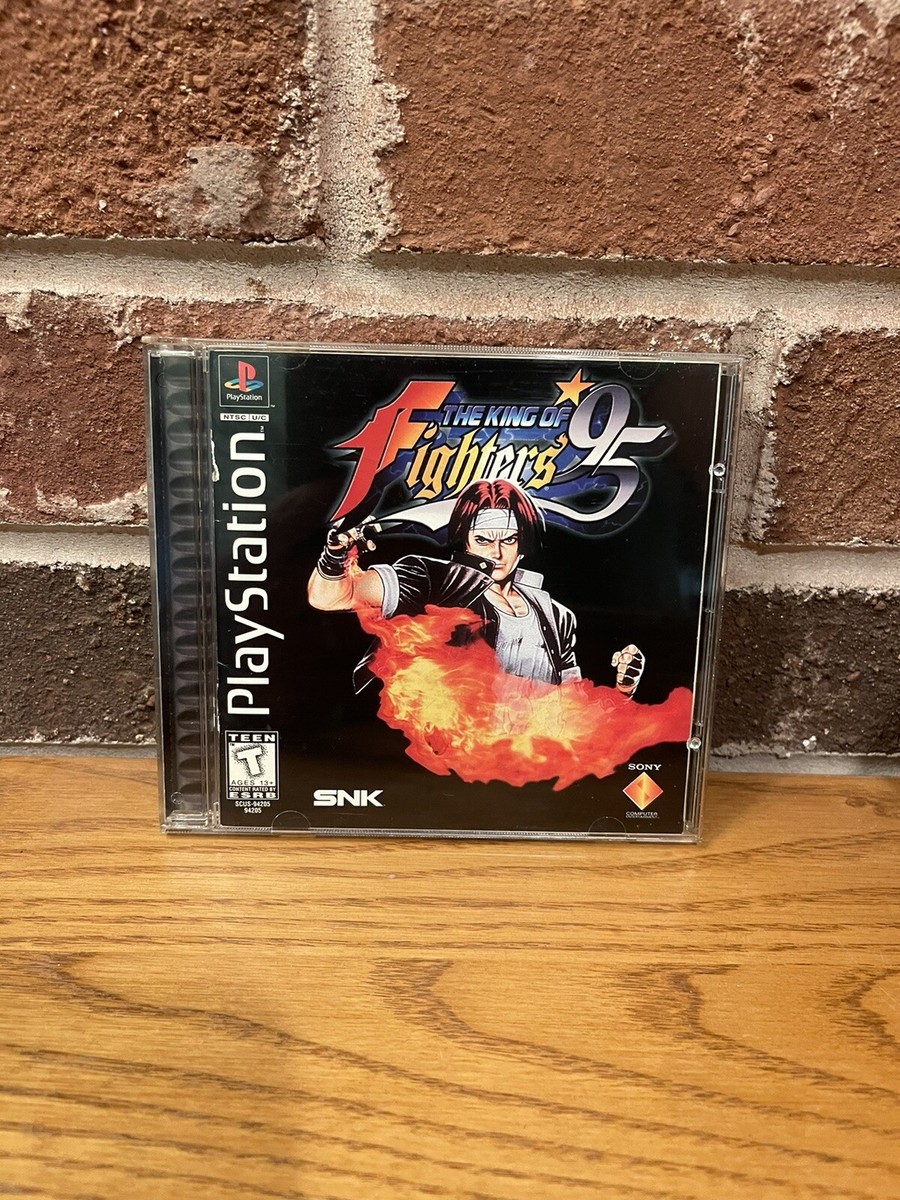 PlayStation
NTSC U/C
PlayStation
THE KING OF
Fighters '95
TEEN
T
AGES 13+
CONTENT RATED BY
ESRB
SCUS-94205
94205
SNK
SONY
COMPUTER
ENTERTAINMENT